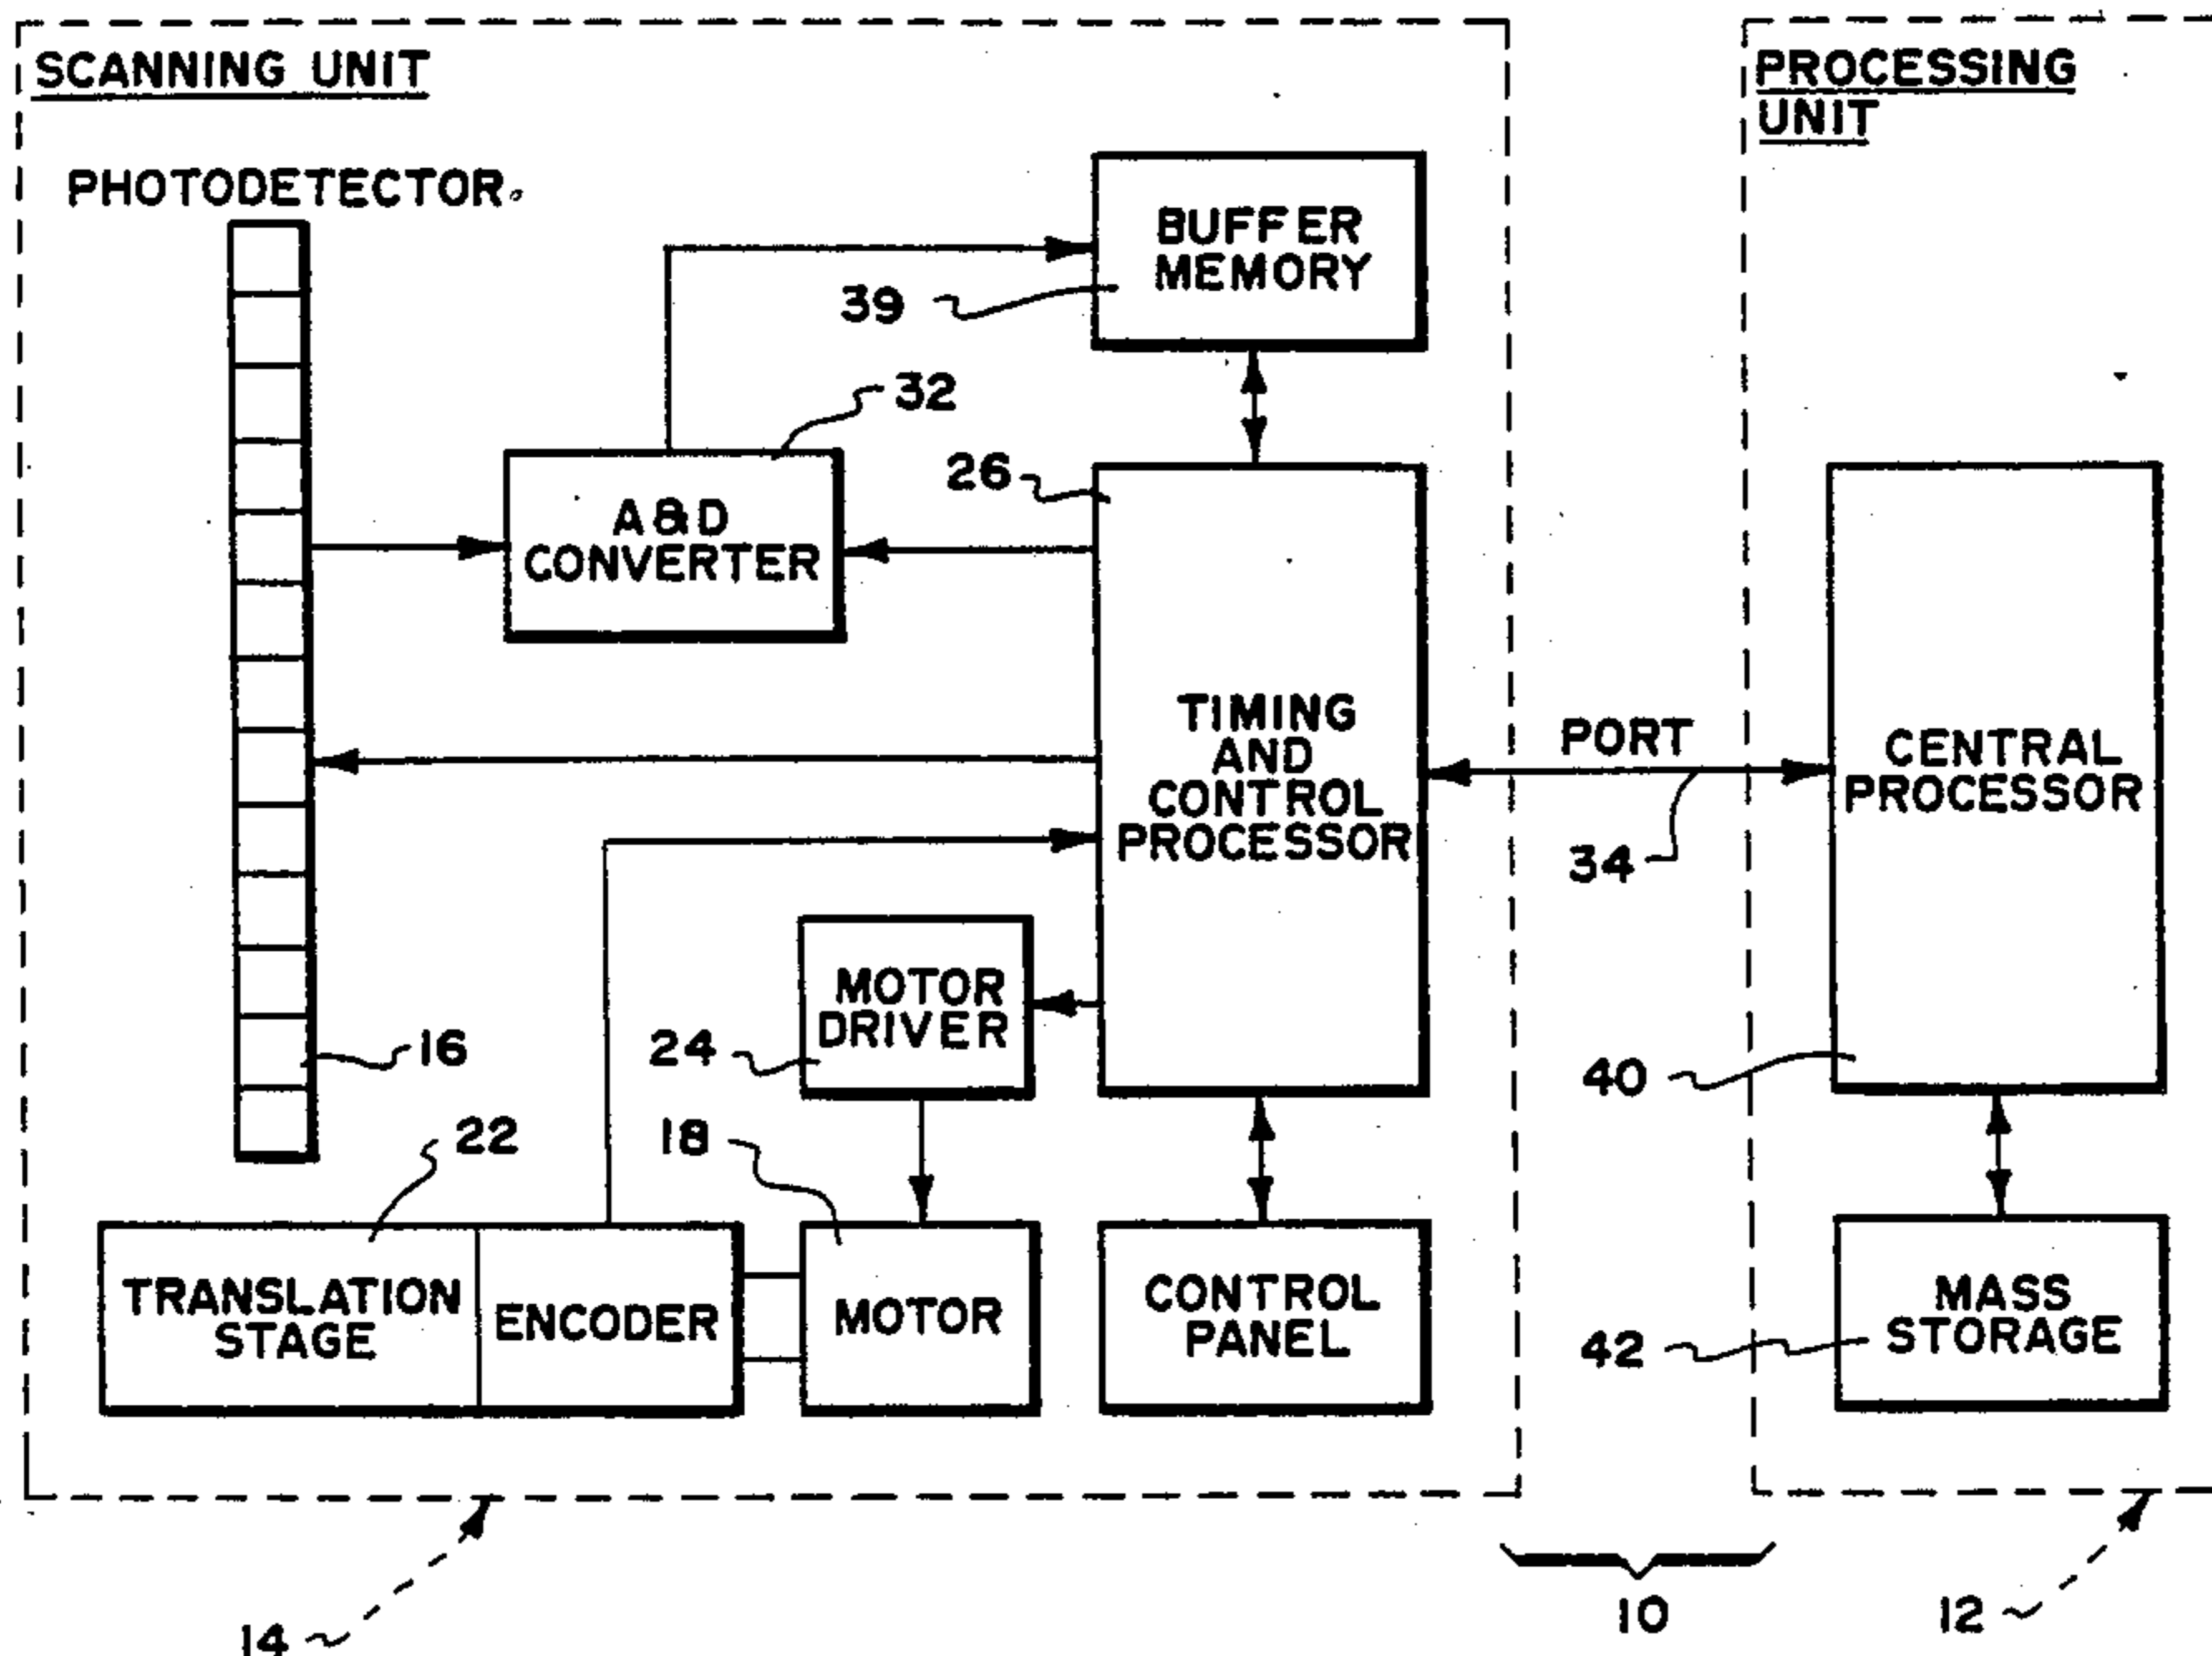 SCANNING UNIT
PROCESSING
UNIT
PHOTODETECTOR
BUFFER
MEMORY
39
32
26
A&D
CONVERTER
TIMING
AND
CONTROL
PROCESSOR
PORT
34
CENTRAL
PROCESSOR
MOTOR
DRIVER
24
16
40
22
18
TRANSLATION
STAGE
ENCODER
MOTOR
CONTROL
PANEL
42
MASS
STORAGE
14
10
12